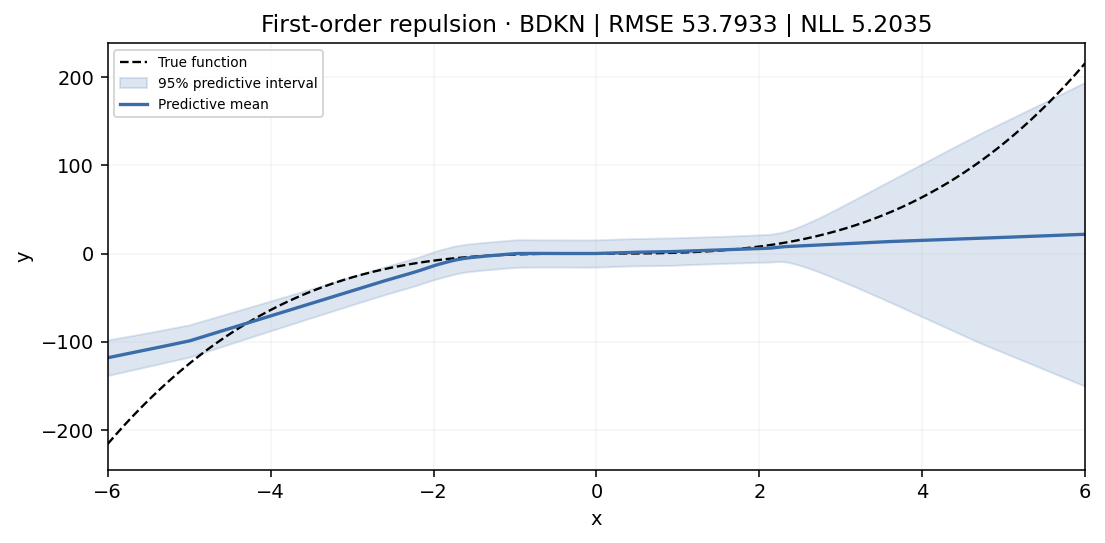 First-order repulsion · BDKN | RMSE 53.7933 | NLL 5.2035
True function
95% predictive interval
Predictive mean
200
100
0
−100
−200
y
−6 −4 −2 0 2 4 6
x